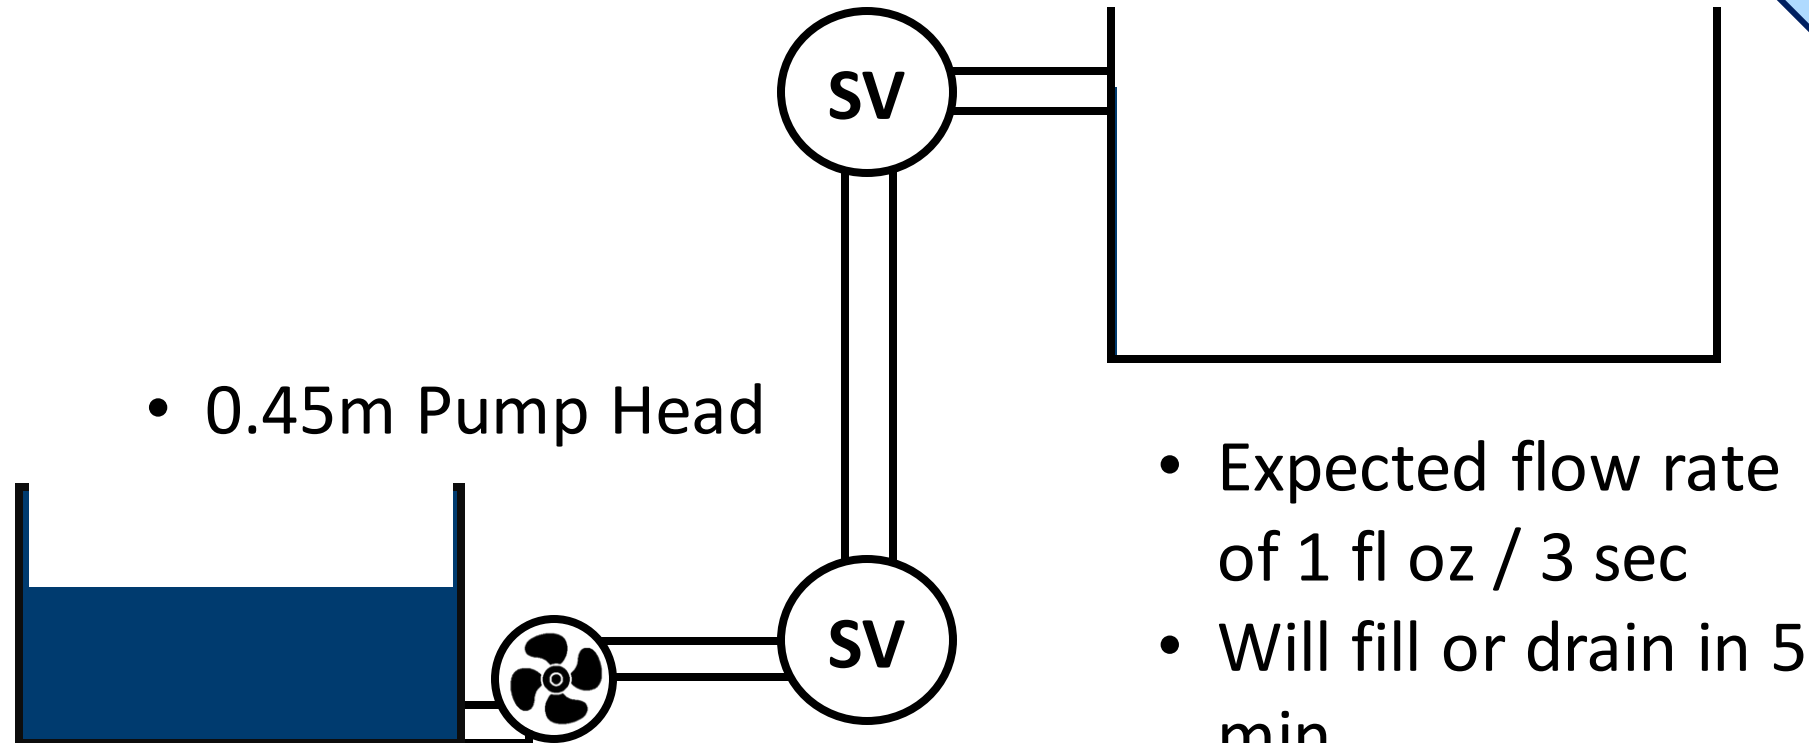 SV
• 0.45m Pump Head
SV
• Expected flow rate
of 1 fl oz / 3 sec
• Will fill or drain in 5
min